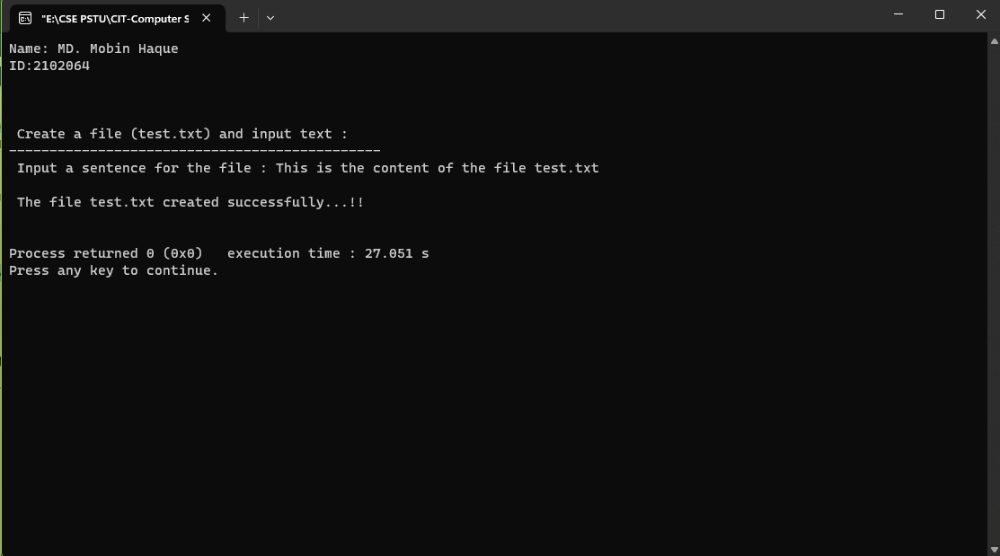 "E:\CSE PSTU\CIT-Computer S
Name: MD. Mobin Haque
ID:2102064
Create a file (test.txt) and input text :
----------------------------------------------
Input a sentence for the file : This is the content of the file test.txt
The file test.txt created successfully...!!
Process returned 0 (0x0)   execution time : 27.051 s
Press any key to continue.